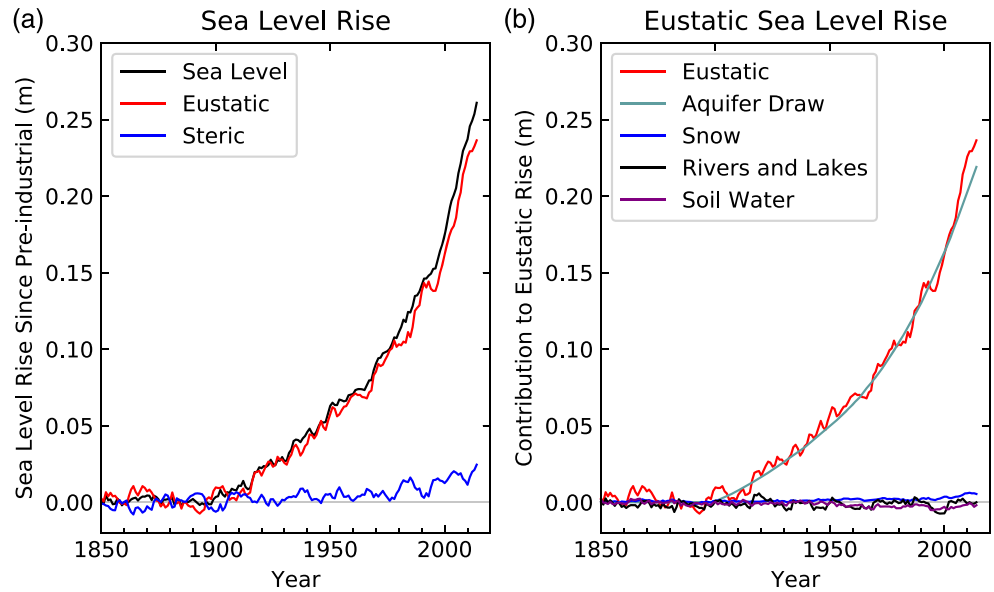 (a)
Sea Level Rise
Sea Level Rise Since Pre-industrial (m)
0.30
0.25
0.20
0.15
0.10
0.05
0.00
Sea Level
Eustatic
Steric
1850
1900
1950
2000
Year
(b)
Eustatic Sea Level Rise
Contribution to Eustatic Rise (m)
0.30
0.25
0.20
0.15
0.10
0.05
0.00
Eustatic
Aquifer Draw
Snow
Rivers and Lakes
Soil Water
1850
1900
1950
2000
Year